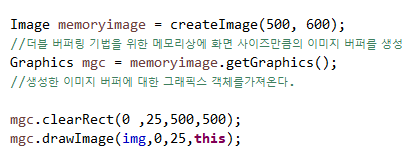 Image memoryimage = createImage(500, 600);
//더블 버퍼링 기법을 위한 메모리상에 화면 사이즈만큼의 이미지 버퍼를 생성
Graphics mgc = memoryimage.getGraphics();
//생성한 이미지 버퍼에 대한 그래픽스 객체를가져온다.
mgc.clearRect(0 ,25,500,500);
mgc.drawImage(img,0,25,this);